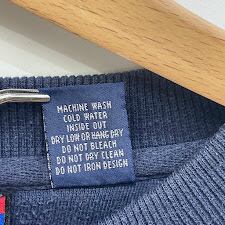 MACHINE WASH
COLD WATER
INSIDE OUT
DRY LOW OR HANG DRY
DO NOT BLEACH
DO NOT DRY CLEAN
DO NOT IRON DESIGN